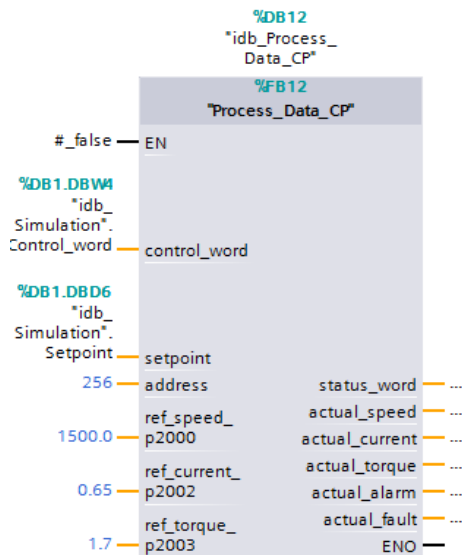 %DB12
"idb_Process_
Data_CP"
%FB12
"Process_Data_CP"
#_false EN
%DB1.DBW4
"idb_
Simulation".
Control_word control_word
%DB1.DBD6
"idb_
Simulation".
Setpoint setpoint
256 address status_word ...
ref_speed_ actual_speed ...
1500.0 p2000 actual_current ...
ref_current_ actual_torque ...
0.65 p2002 actual_alarm ...
ref_torque_ actual_fault ...
1.7 p2003 ENO